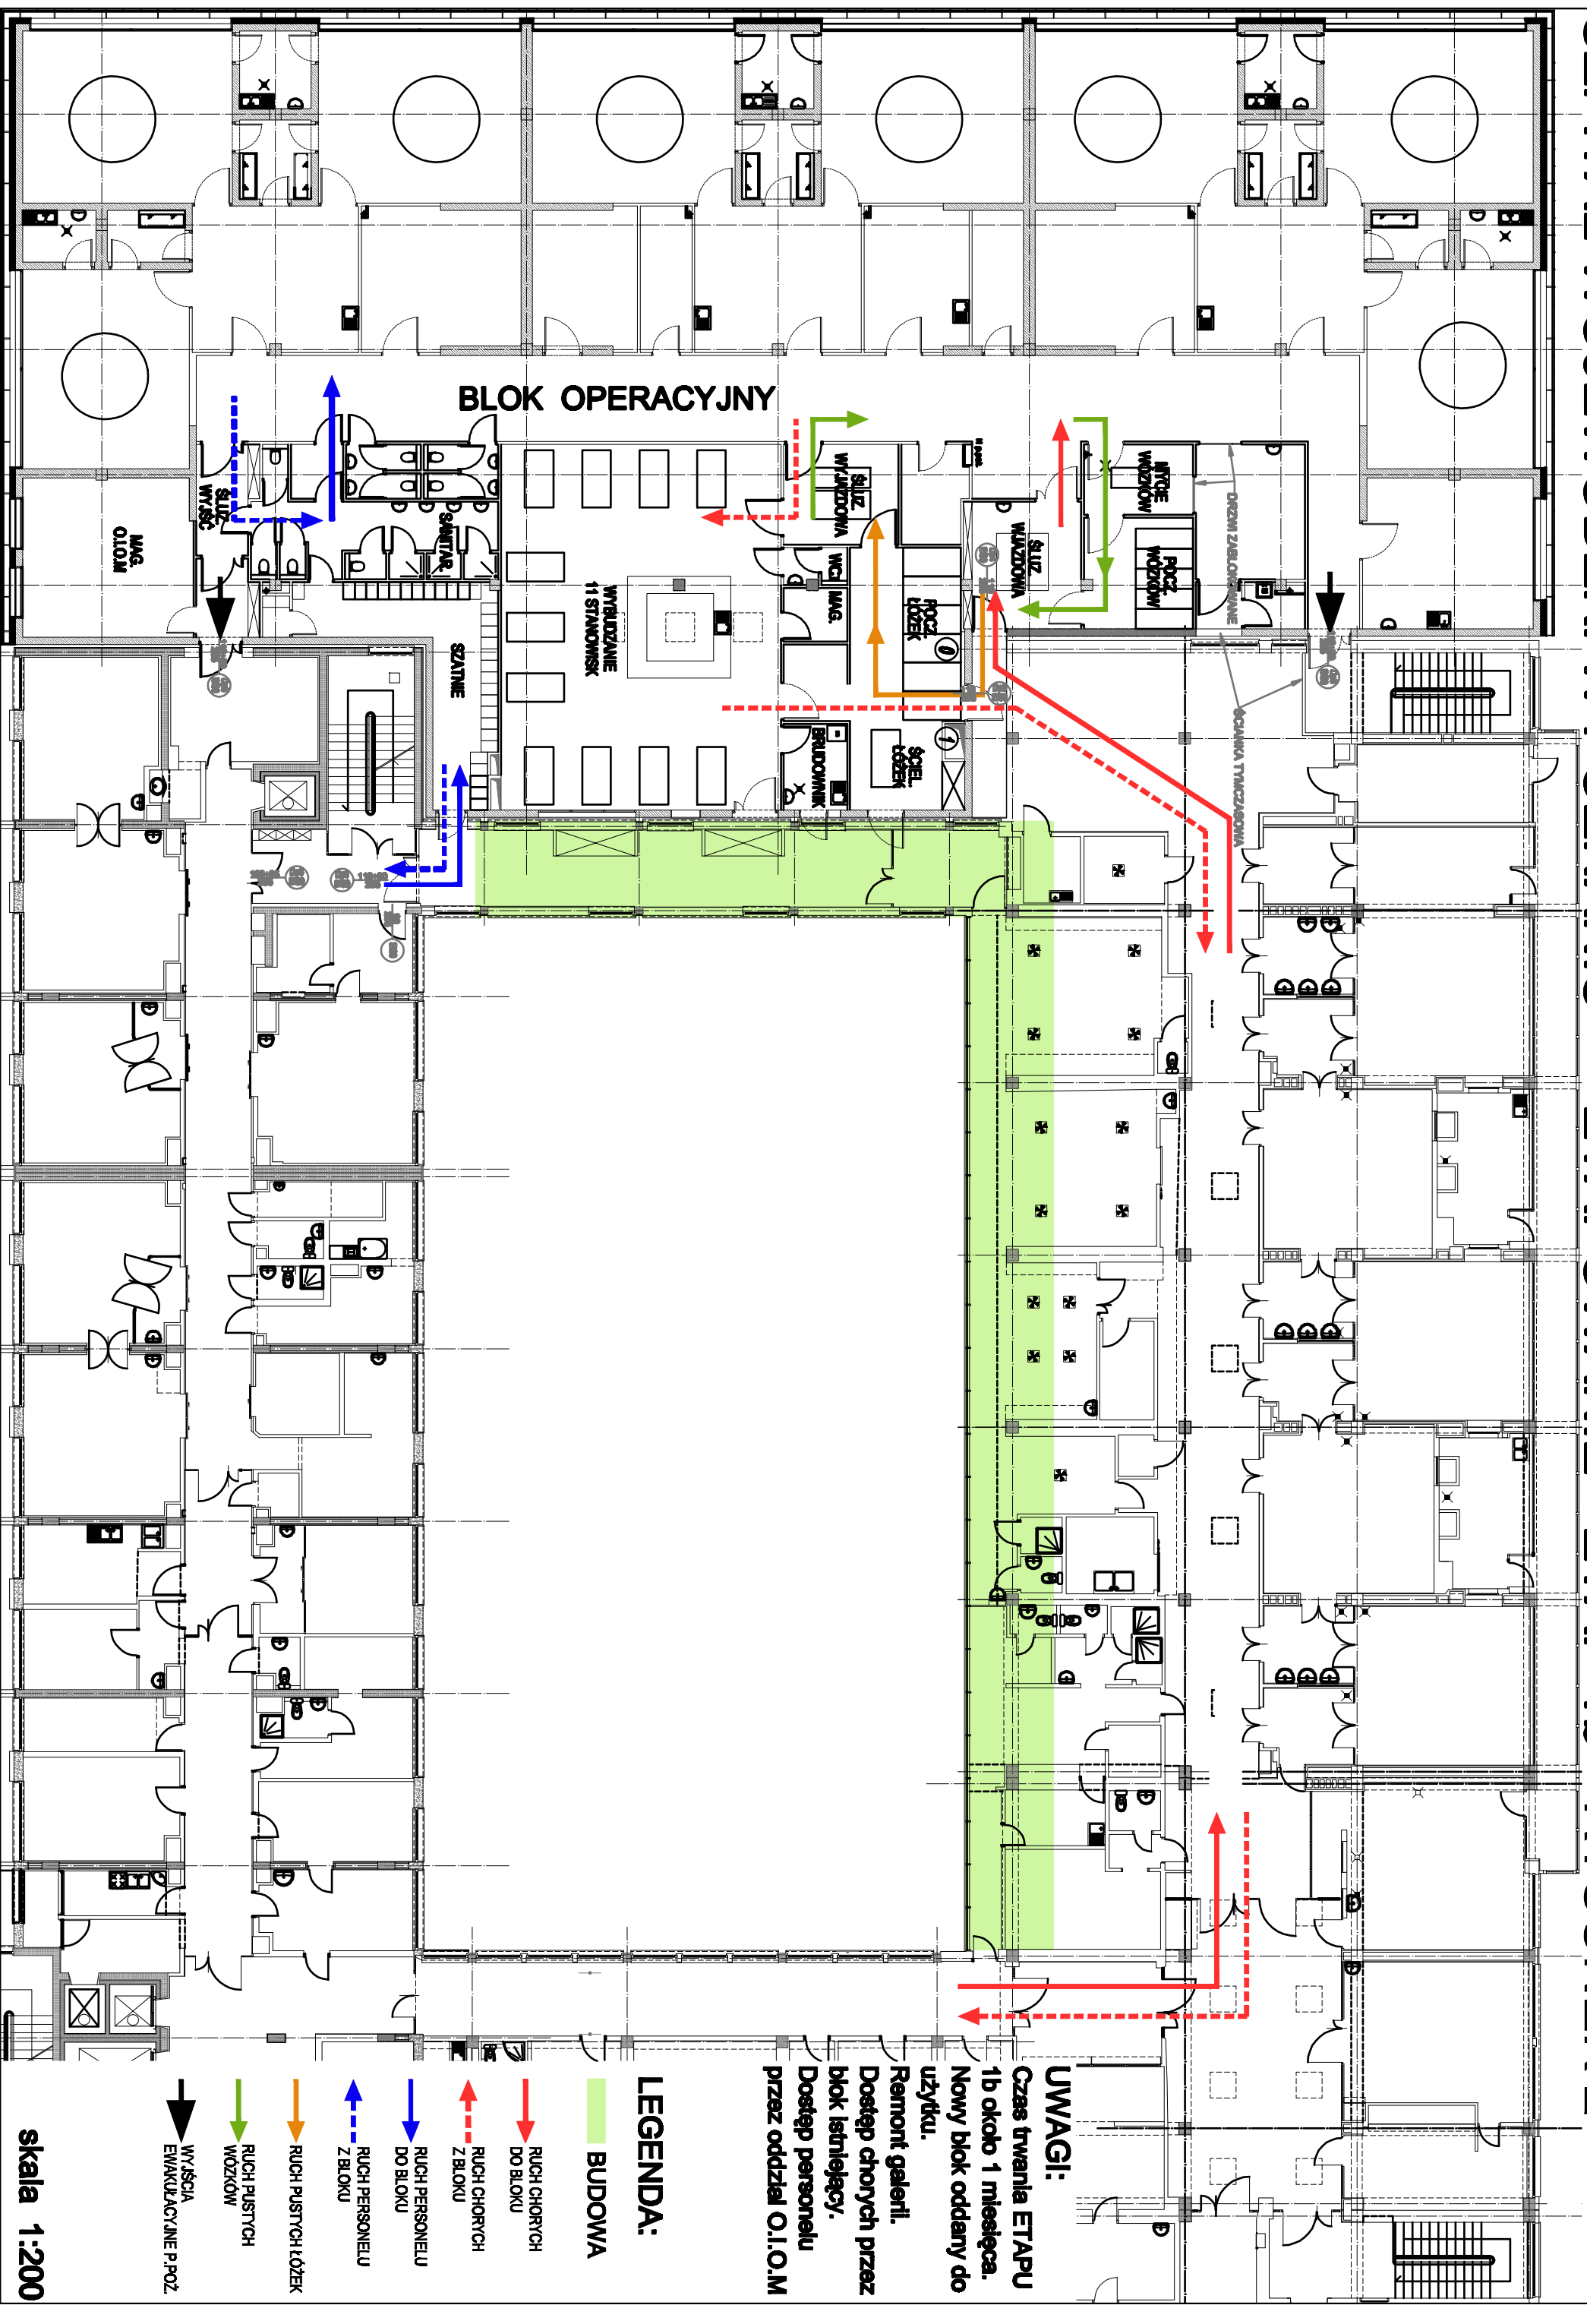 BLOK OPERACYJNY
MAG.
O.I.O.M
ŚLUZ.
WYJŚĆ
SANITAR.
SZATNIE
WYBUDZANIE
11 STANOWISK
ŚLUZ
WYJAZDOWA
WC
MAG.
BRUDOWNIK
POCZ.
ŁÓŻEK
ŚCIEL.
ŁÓŻEK
0
1
ŚLUZ.
WJAZDOWA
MYCIE
WÓZKÓW
POCZ.
WÓZKÓW
DRZWI ZABLOKOWANE
ŚCIANKA TYMCZASOWA
UWAGI:
Czas trwania ETAPU
1b około 1 miesiąca.
Nowy blok oddany do
użytku.
Remont galerii.
Dostęp chorych przez
blok istniejący.
Dostęp personelu
przez oddział O.I.O.M
LEGENDA:
BUDOWA
RUCH CHORYCH
DO BLOKU
RUCH CHORYCH
Z BLOKU
RUCH PERSONELU
DO BLOKU
RUCH PERSONELU
Z BLOKU
RUCH PUSTYCH ŁÓŻEK
RUCH PUSTYCH
WÓZKÓW
WYJŚCIA
EWAKUACYJNE P.POŻ.
skala 1:200